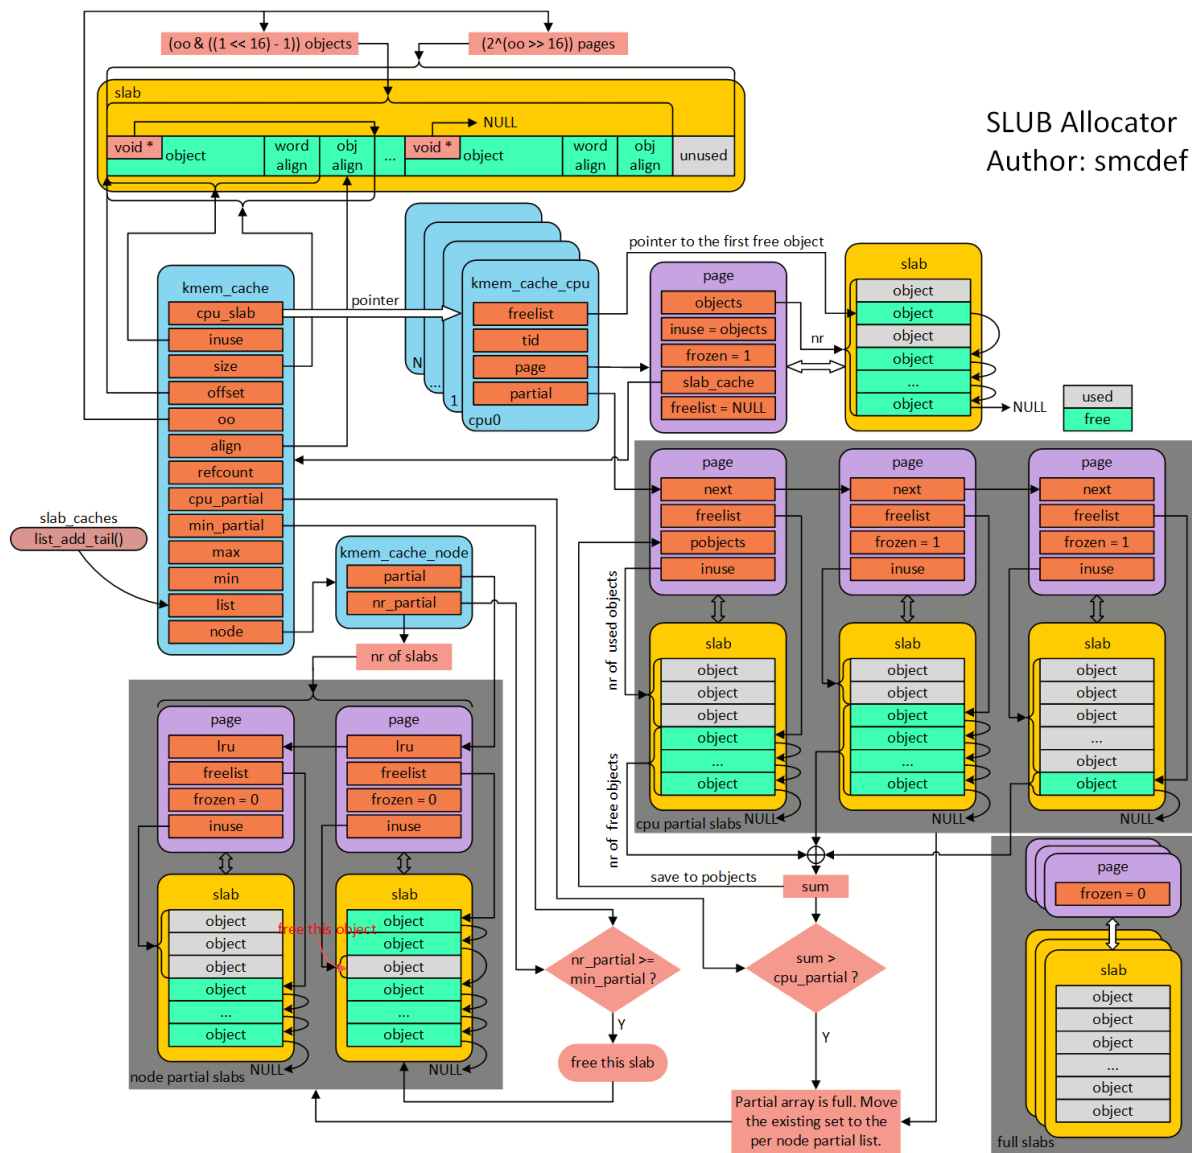 (oo & ((1 << 16) - 1)) objects
(2^(oo >> 16)) pages
SLUB Allocator
Author: smcdef
slab
NULL
void *
object
word
align
obj
align
...
void *
object
word
align
obj
align
unused
kmem_cache
cpu_slab
inuse
size
offset
oo
align
refcount
cpu_partial
min_partial
max
min
list
node
pointer
slab_caches
list_add_tail()
N
...
1
cpu0
kmem_cache_cpu
freelist
tid
page
partial
pointer to the first free object
page
objects
inuse = objects
frozen = 1
slab_cache
freelist = NULL
nr
slab
object
object
object
object
...
object
NULL
used
free
kmem_cache_node
partial
nr_partial
nr of slabs
page
next
freelist
pobjects
inuse
page
next
freelist
frozen = 1
inuse
page
next
freelist
frozen = 1
inuse
nr of used objects
nr of free objects
slab
object
object
object
object
...
object
NULL
slab
object
object
object
object
...
object
NULL
slab
object
object
object
...
object
object
NULL
cpu partial slabs
page
lru
freelist
frozen = 0
inuse
page
lru
freelist
frozen = 0
inuse
slab
object
object
object
object
...
object
NULL
slab
object
object
object
object
...
object
NULL
free this object
node partial slabs
save to pobjects
sum
nr_partial >=
min_partial ?
Y
free this slab
sum >
cpu_partial ?
Y
Partial array is full. Move
the existing set to the
per node partial list.
page
frozen = 0
slab
object
object
object
...
object
object
full slabs